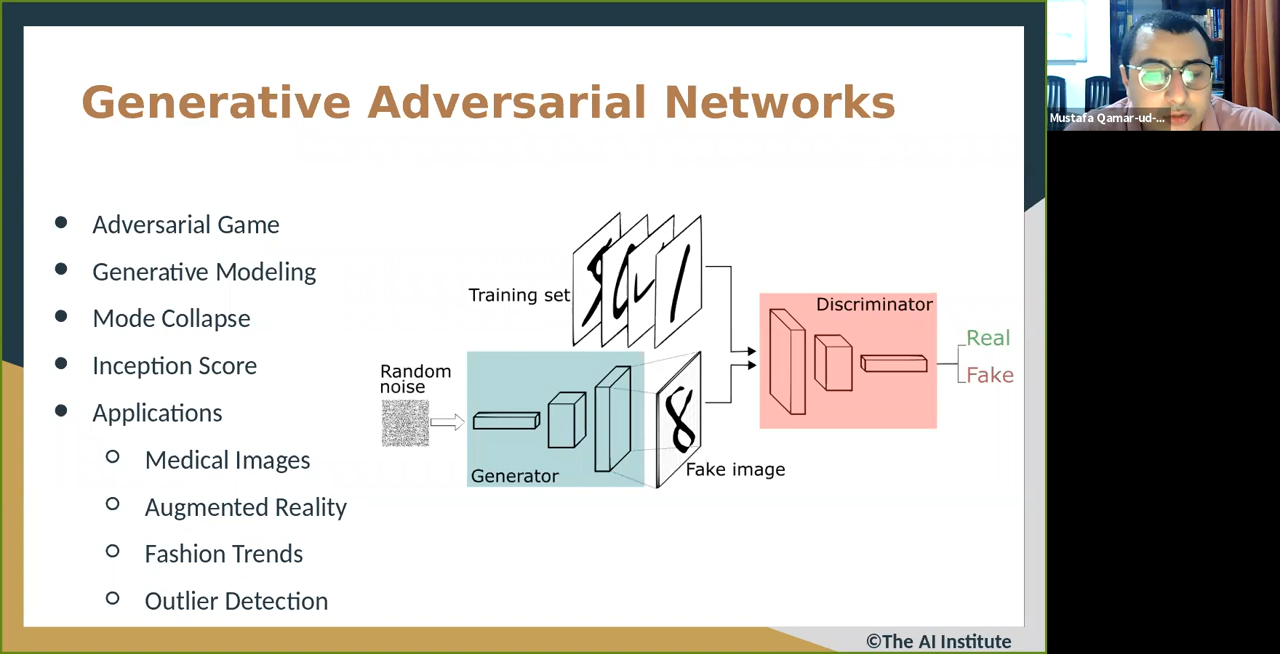 Generative Adversarial Networks
● Adversarial Game
● Generative Modeling
● Mode Collapse
● Inception Score
● Applications
○ Medical Images
○ Augmented Reality
○ Fashion Trends
○ Outlier Detection
Training set
Random
noise
Generator
8
Fake image
Discriminator
Real
Fake
©The AI Institute
Mustafa Qamar-ud-...